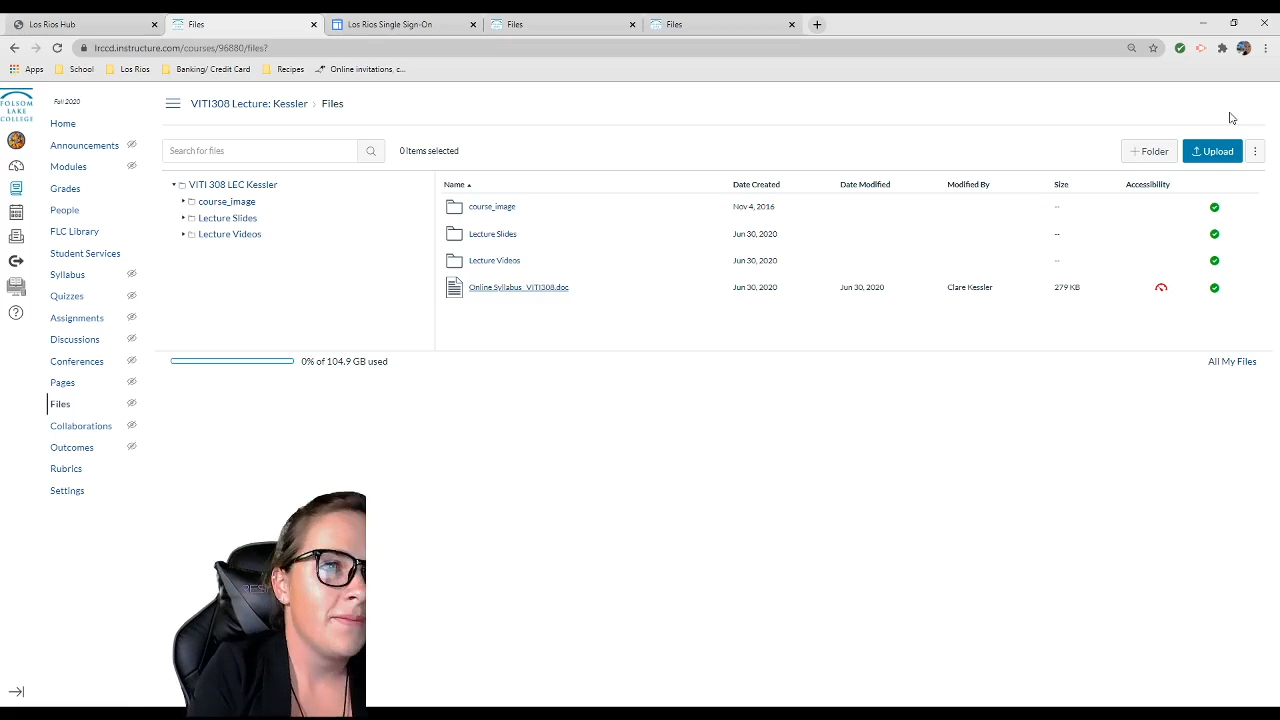 Los Rios Hub
Files
Los Rios Single Sign-On
Files
Files
lrccd.instructure.com/courses/96880/files?
Apps
School
Los Rios
Banking/ Credit Card
Recipes
Online invitations, c...
FOLSOM
LAKE
COLLEGE
Fall 2020
VITI308 Lecture: Kessler › Files
Home
Announcements
Modules
Grades
People
FLC Library
Student Services
Syllabus
Quizzes
Assignments
Discussions
Conferences
Pages
Files
Collaborations
Outcomes
Rubrics
Settings
Search for files
0 items selected
+ Folder
Upload
VITI 308 LEC Kessler
course_image
Lecture Slides
Lecture Videos
Name Date Created Date Modified Modified By Size Accessibility
course_image Nov 4, 2016 --
Lecture Slides Jun 30, 2020 --
Lecture Videos Jun 30, 2020 --
Online Syllabus_VITI308.doc Jun 30, 2020 Jun 30, 2020 Clare Kessler 279 KB
0% of 104.9 GB used
All My Files